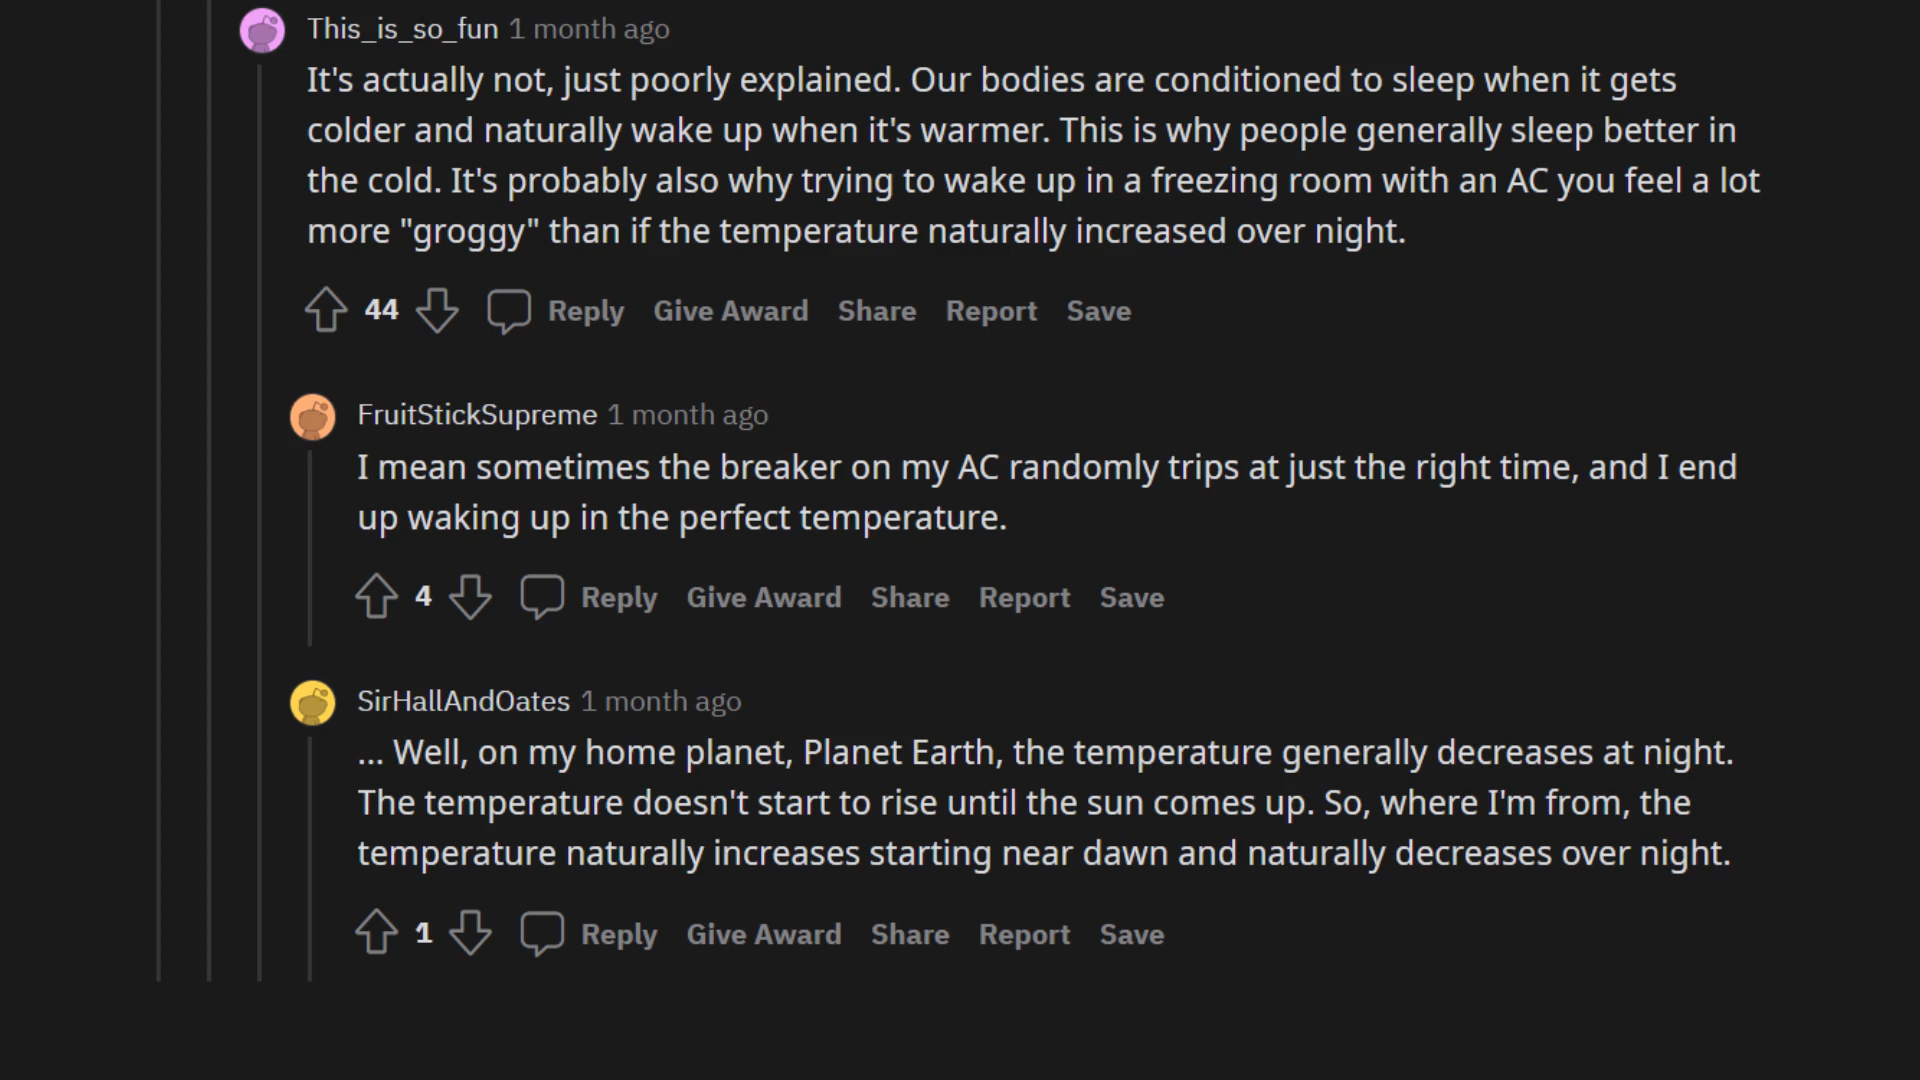 This_is_so_fun 1 month ago
It's actually not, just poorly explained. Our bodies are conditioned to sleep when it gets
colder and naturally wake up when it's warmer. This is why people generally sleep better in
the cold. It's probably also why trying to wake up in a freezing room with an AC you feel a lot
more "groggy" than if the temperature naturally increased over night.
44 Reply Give Award Share Report Save
FruitStickSupreme 1 month ago
I mean sometimes the breaker on my AC randomly trips at just the right time, and I end
up waking up in the perfect temperature.
4 Reply Give Award Share Report Save
SirHallAndOates 1 month ago
... Well, on my home planet, Planet Earth, the temperature generally decreases at night.
The temperature doesn't start to rise until the sun comes up. So, where I'm from, the
temperature naturally increases starting near dawn and naturally decreases over night.
1 Reply Give Award Share Report Save